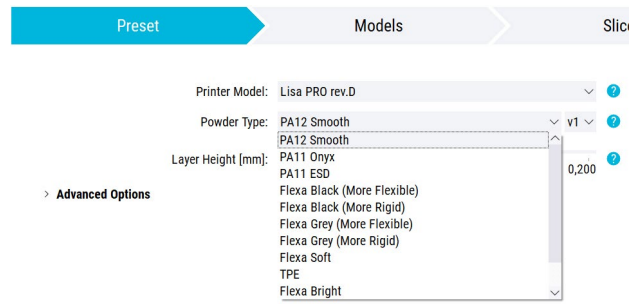 Preset Models Slic
Printer Model: Lisa PRO rev.D
Powder Type: PA12 Smooth v1
PA12 Smooth
Layer Height [mm]: PA11 Onyx 0,200
PA11 ESD
Advanced Options Flexa Black (More Flexible)
Flexa Black (More Rigid)
Flexa Grey (More Flexible)
Flexa Grey (More Rigid)
Flexa Soft
TPE
Flexa Bright